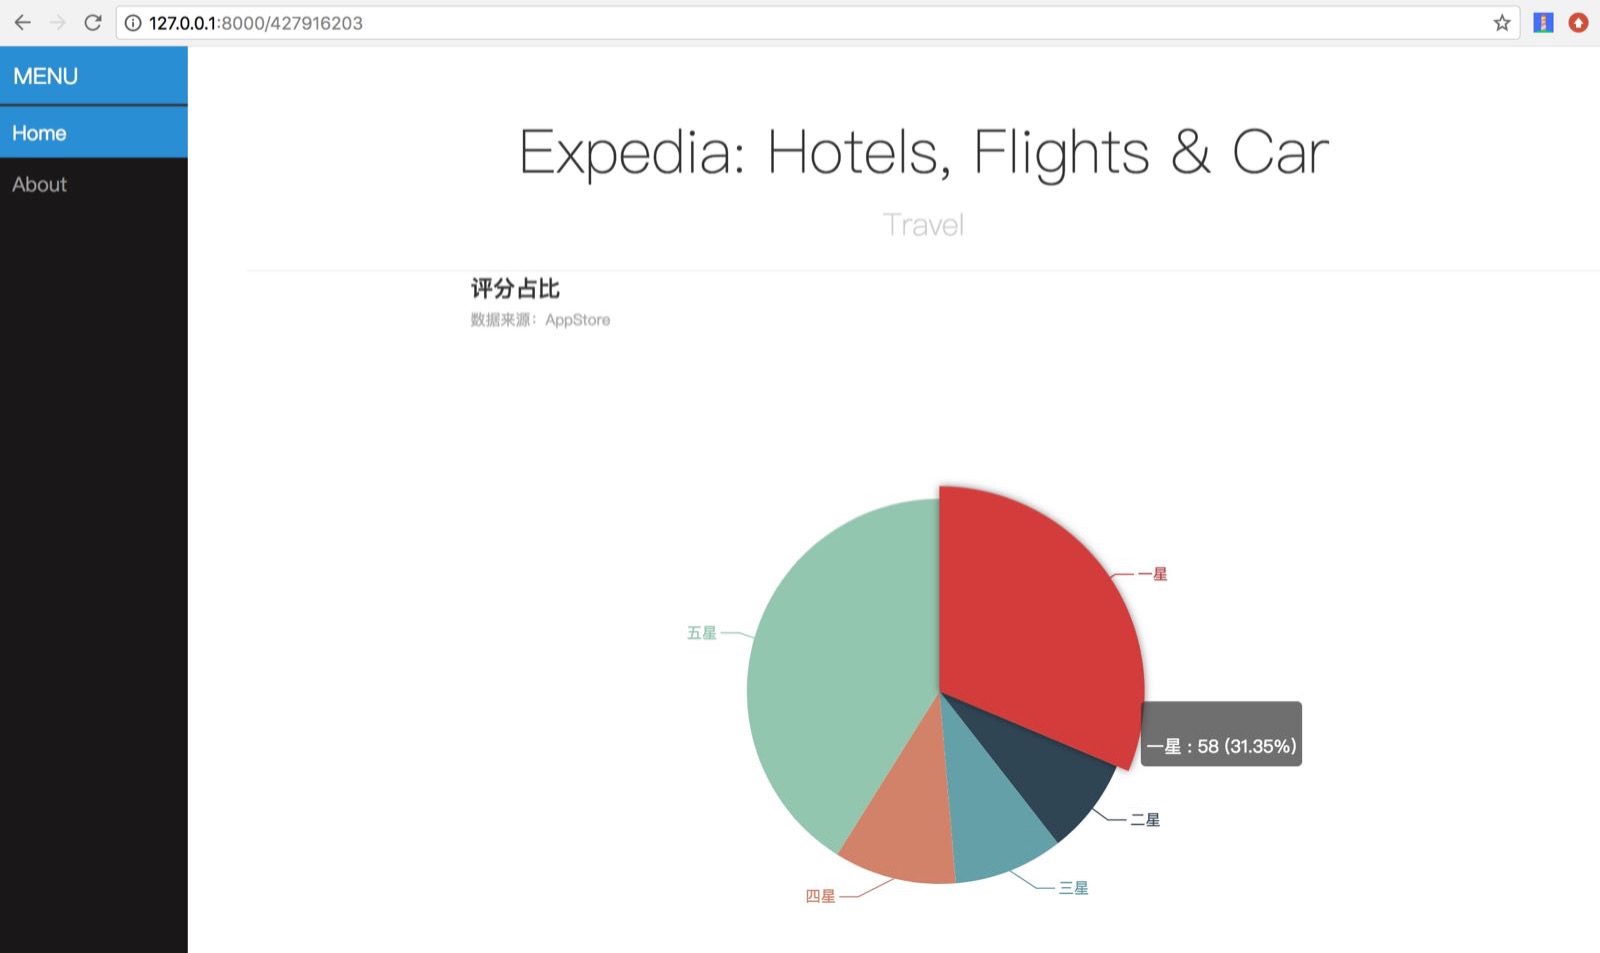 127.0.0.1:8000/427916203
MENU
Home
About
Expedia: Hotels, Flights & Car
Travel
评分占比
数据来源：AppStore
一星
五星
一星 : 58 (31.35%)
二星
三星
四星